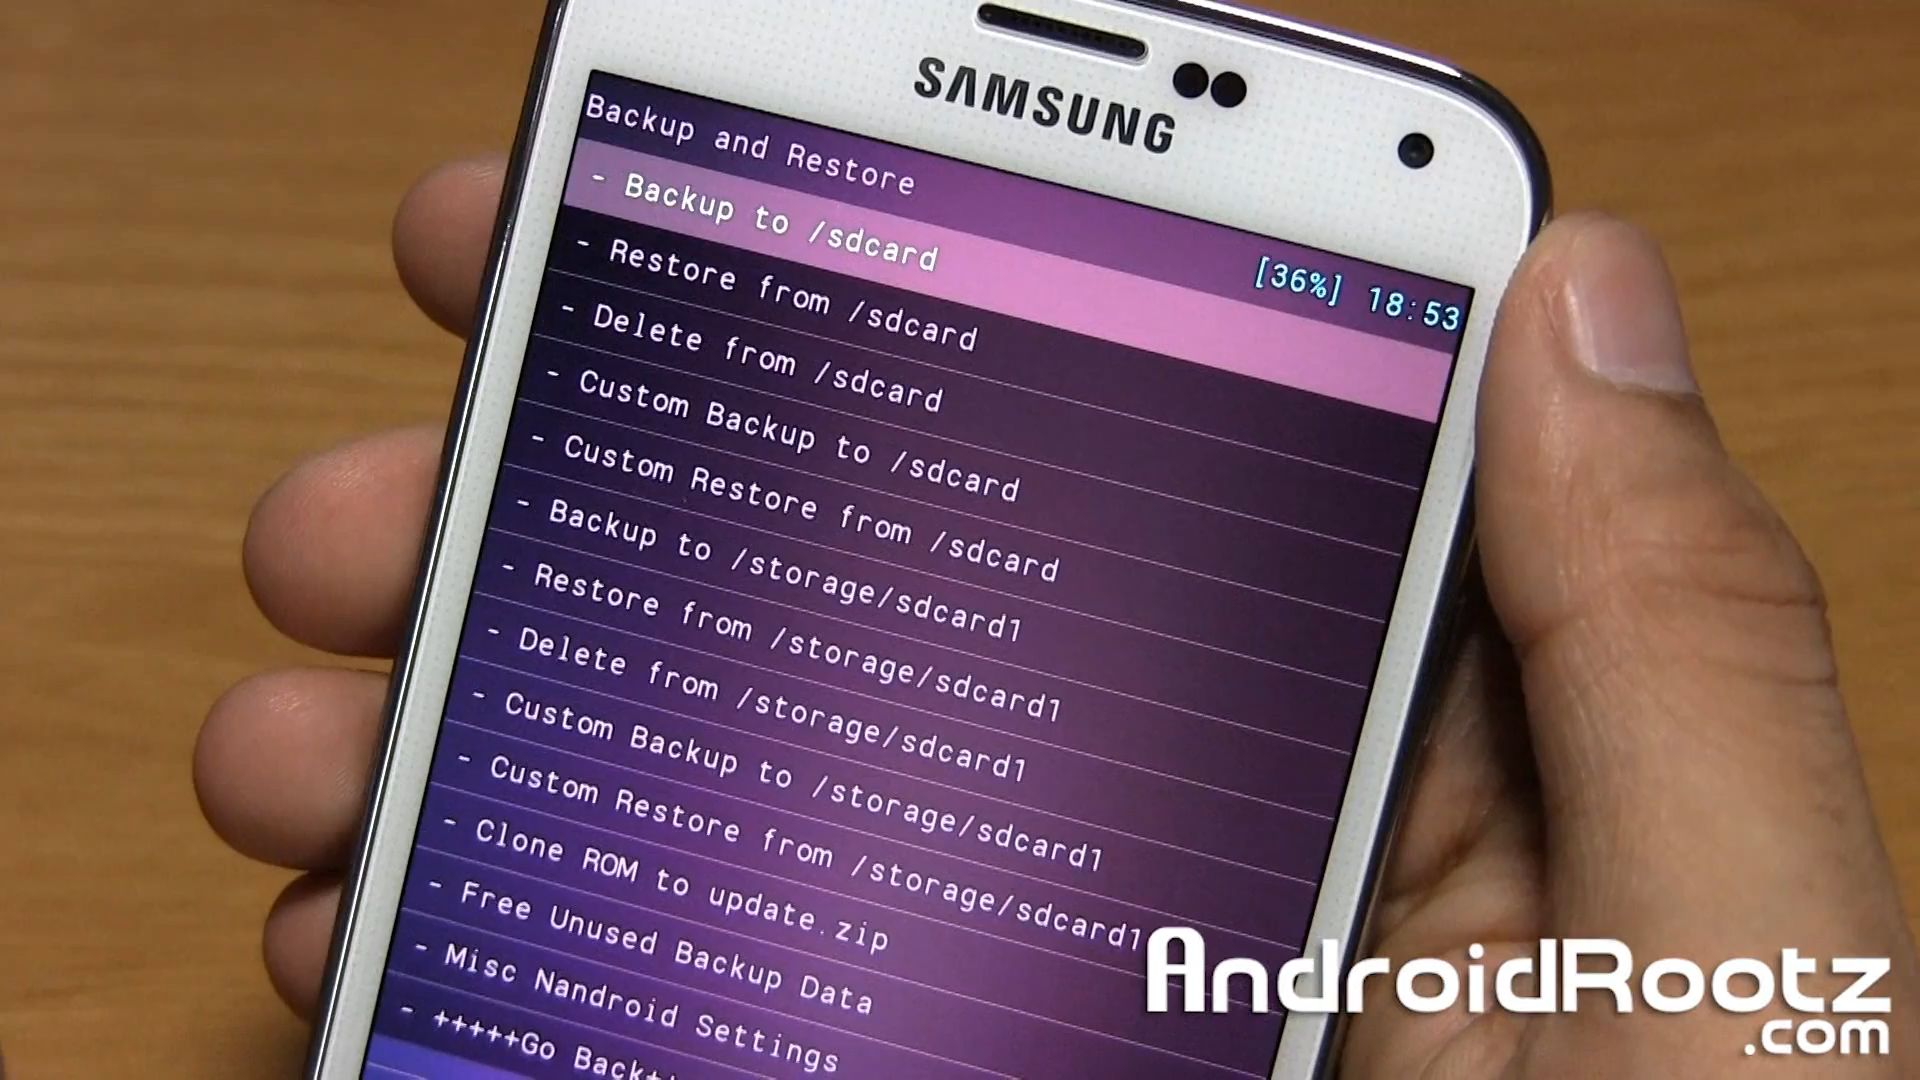 SAMSUNG
Backup and Restore
[36%] 18:53
- Backup to /sdcard
- Restore from /sdcard
- Delete from /sdcard
- Custom Backup to /sdcard
- Custom Restore from /sdcard
- Backup to /storage/sdcard1
- Restore from /storage/sdcard1
- Delete from /storage/sdcard1
- Custom Backup to /storage/sdcard1
- Custom Restore from /storage/sdcard1
- Clone ROM to update.zip
- Free Unused Backup Data
- Misc Nandroid Settings
- +++++Go Back+
AndroidRootz
.com